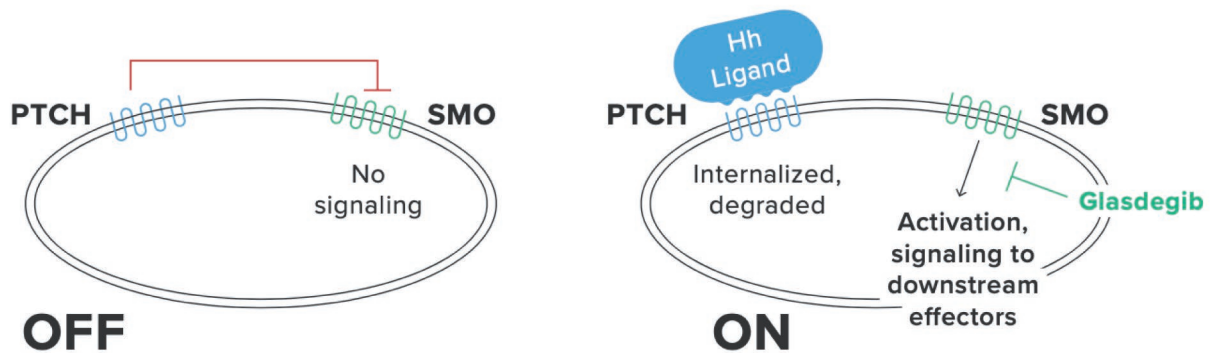 PTCH
SMO
No
signaling
OFF
Hh
Ligand
PTCH
SMO
Internalized,
degraded
Glasdegib
Activation,
signaling to
downstream
effectors
ON